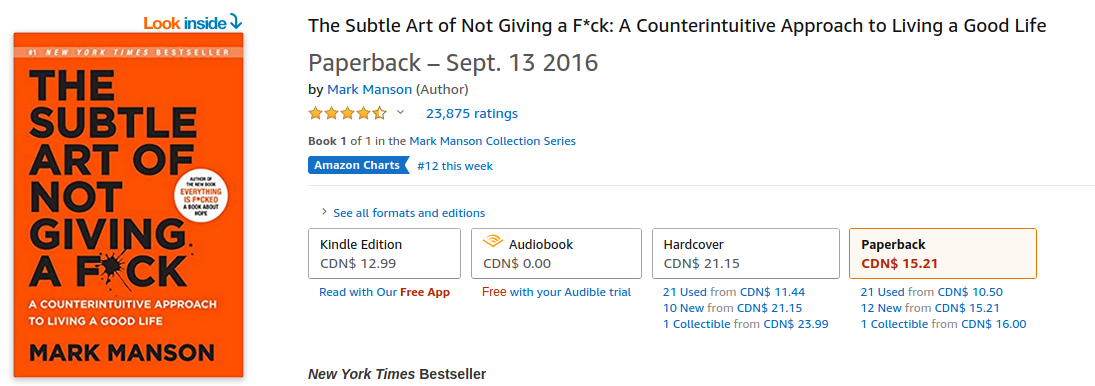 Look inside
#1 NEW YORK TIMES BESTSELLER
THE
SUBTLE
ART OF
NOT
GIVING
A F*CK
AUTHOR OF
THE NEW BOOK
EVERYTHING
IS F*CKED
A BOOK ABOUT
HOPE
A COUNTERINTUITIVE APPROACH
TO LIVING A GOOD LIFE
MARK MANSON
The Subtle Art of Not Giving a F*ck: A Counterintuitive Approach to Living a Good Life
Paperback – Sept. 13 2016
by Mark Manson (Author)
23,875 ratings
Book 1 of 1 in the Mark Manson Collection Series
Amazon Charts #12 this week
See all formats and editions
Kindle Edition
CDN$ 12.99
Read with Our Free App
Audiobook
CDN$ 0.00
Free with your Audible trial
Hardcover
CDN$ 21.15
21 Used from CDN$ 11.44
10 New from CDN$ 21.15
1 Collectible from CDN$ 23.99
Paperback
CDN$ 15.21
21 Used from CDN$ 10.50
12 New from CDN$ 15.21
1 Collectible from CDN$ 16.00
New York Times Bestseller